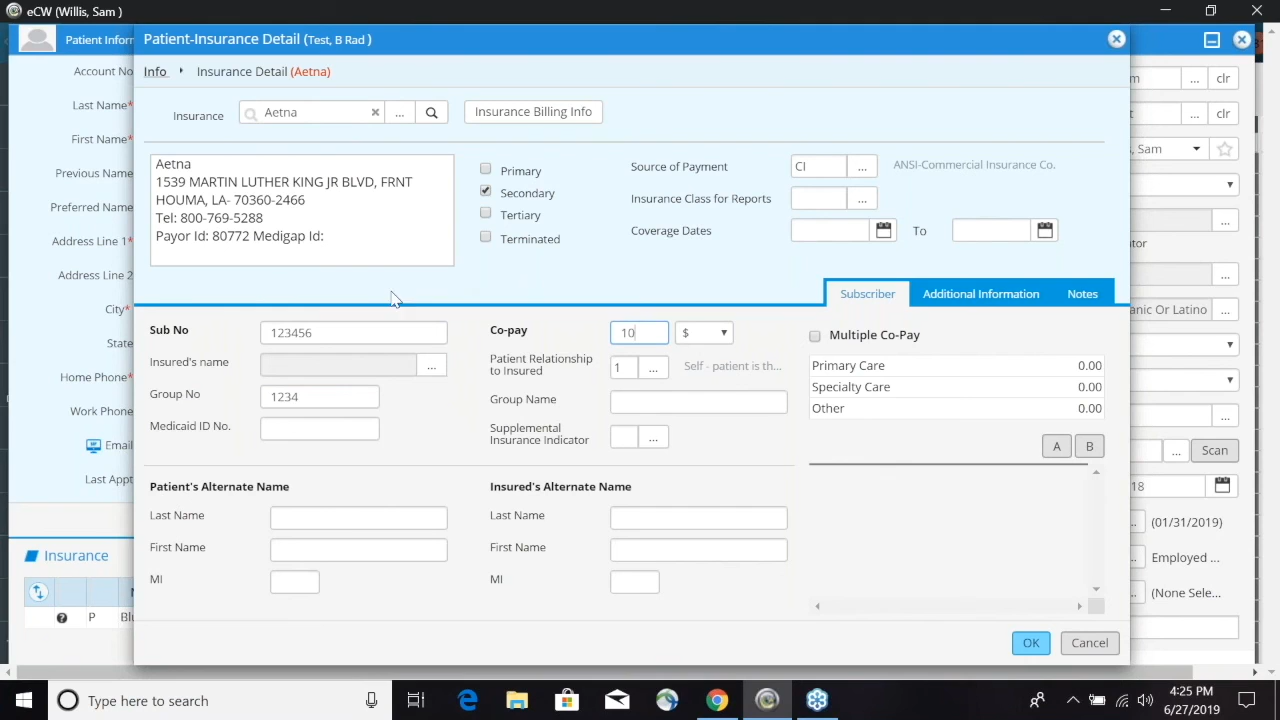 eCW (Willis, Sam )
Patient Inforr
Patient-Insurance Detail (Test, B Rad )
Account No
Last Name*
First Name*
Previous Name
Preferred Name
Address Line 1*
Address Line 2
City*
State
Home Phone*
Work Phone
Email
Last Appt
Info
Insurance Detail (Aetna)
Insurance
Aetna
...
Insurance Billing Info
Aetna
1539 MARTIN LUTHER KING JR BLVD, FRNT
HOUMA, LA- 70360-2466
Tel: 800-769-5288
Payor Id: 80772 Medigap Id:
Primary
Secondary
Tertiary
Terminated
Source of Payment
CI
...
ANSI-Commercial Insurance Co.
Insurance Class for Reports
...
Coverage Dates
To
Subscriber
Additional Information
Notes
Sub No
123456
Insured's name
...
Group No
1234
Medicaid ID No.
Co-pay
10
$
Patient Relationship
to Insured
1
...
Self - patient is th...
Group Name
Supplemental
Insurance Indicator
...
Multiple Co-Pay
Primary Care 0.00
Specialty Care 0.00
Other 0.00
A
B
Patient's Alternate Name
Last Name
First Name
MI
Insured's Alternate Name
Last Name
First Name
MI
OK
Cancel
m
...
clr
t
...
clr
s, Sam
...
ator
...
anic Or Latino
...
...
...
Scan
18
(01/31/2019)
Employed ...
(None Sele...
Insurance
P
Blu
Type here to search
4:25 PM
6/27/2019